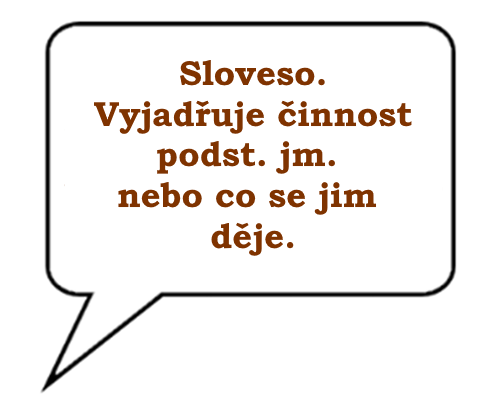 Sloveso.
Vyjadřuje činnost
podst. jm.
nebo co se jim
děje.